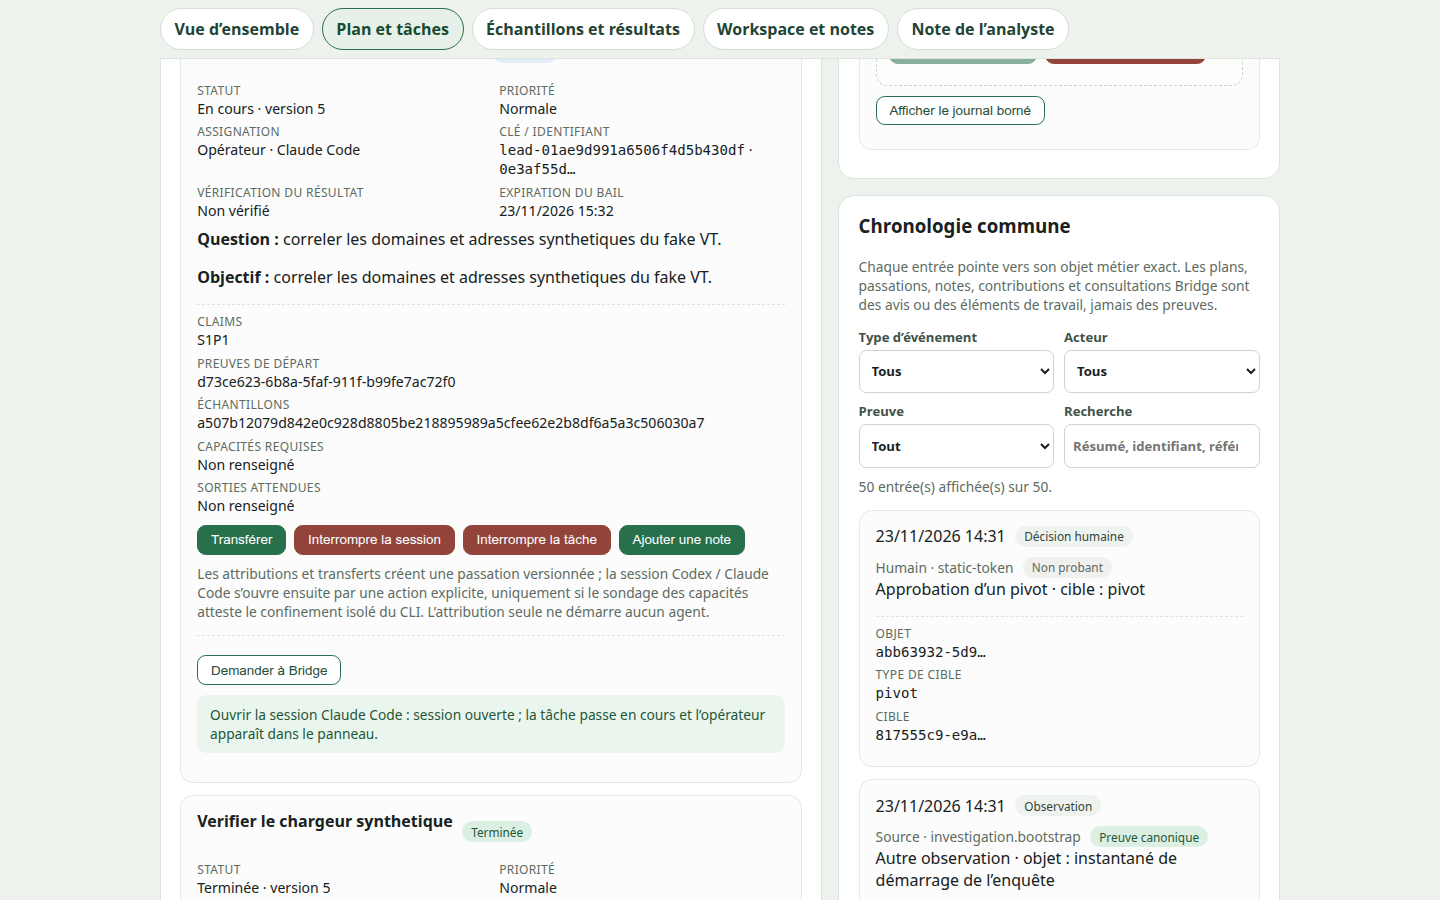 Vue d’ensemble
Plan et tâches
Échantillons et résultats
Workspace et notes
Note de l’analyste
STATUT
En cours · version 5
PRIORITÉ
Normale
ASSIGNATION
Opérateur · Claude Code
CLÉ / IDENTIFIANT
lead-01ae9d991a6506f4d5b430df ·
0e3af55d…
VÉRIFICATION DU RÉSULTAT
Non vérifié
EXPIRATION DU BAIL
23/11/2026 15:32
Question : correler les domaines et adresses synthetiques du fake VT.
Objectif : correler les domaines et adresses synthetiques du fake VT.
CLAIMS
S1P1
PREUVES DE DÉPART
d73ce623-6b8a-5faf-911f-b99fe7ac72f0
ÉCHANTILLONS
a507b12079d842e0c928d8805be218895989a5cfee62e2b8df6a5a3c506030a7
CAPACITÉS REQUISES
Non renseigné
SORTIES ATTENDUES
Non renseigné
Transférer
Interrompre la session
Interrompre la tâche
Ajouter une note
Les attributions et transferts créent une passation versionnée ; la session Codex / Claude
Code s’ouvre ensuite par une action explicite, uniquement si le sondage des capacités
atteste le confinement isolé du CLI. L’attribution seule ne démarre aucun agent.
Demander à Bridge
Ouvrir la session Claude Code : session ouverte ; la tâche passe en cours et l’opérateur
apparaît dans le panneau.
Verifier le chargeur synthetique
Terminée
STATUT
Terminée · version 5
PRIORITÉ
Normale
Afficher le journal borné
Chronologie commune
Chaque entrée pointe vers son objet métier exact. Les plans,
passations, notes, contributions et consultations Bridge sont
des avis ou des éléments de travail, jamais des preuves.
Type d’événement
Tous
Acteur
Tous
Preuve
Tout
Recherche
Résumé, identifiant, référ
50 entrée(s) affichée(s) sur 50.
23/11/2026 14:31
Décision humaine
Humain · static-token
Non probant
Approbation d’un pivot · cible : pivot
OBJET
abb63932-5d9…
TYPE DE CIBLE
pivot
CIBLE
817555c9-e9a…
23/11/2026 14:31
Observation
Source · investigation.bootstrap
Preuve canonique
Autre observation · objet : instantané de
démarrage de l’enquête